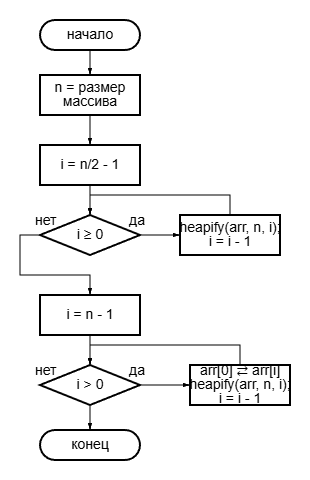 начало
n = размер
массива
i = n/2 - 1
нет
да
i ≥ 0
heapify(arr, n, i);
i = i - 1
i = n - 1
нет
да
i > 0
arr[0] ⇄ arr[i]
heapify(arr, n, i);
i = i - 1
конец